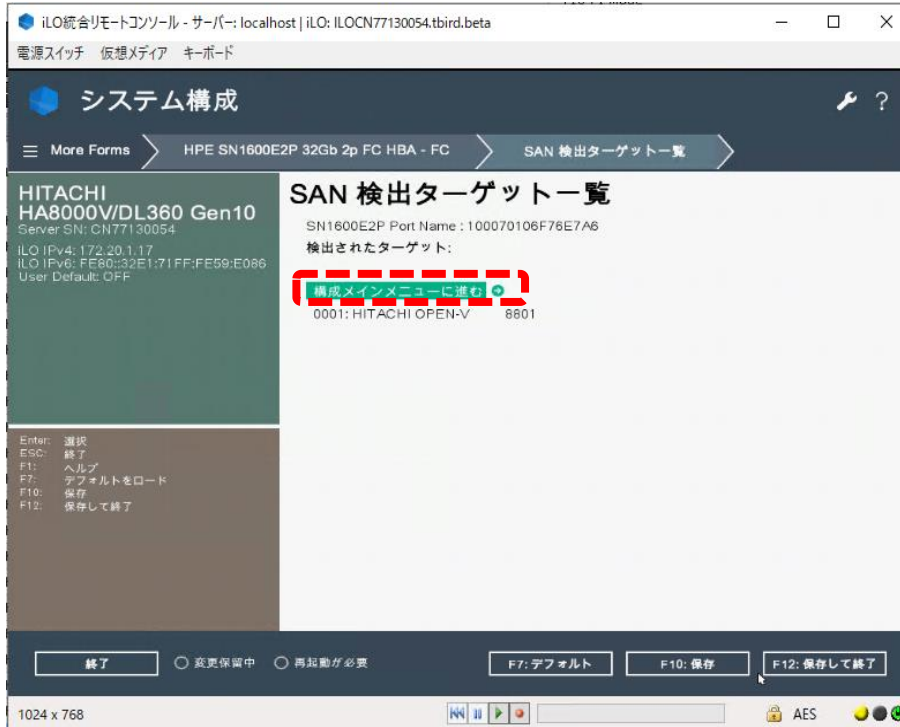 iLO統合リモートコンソール - サーバー: localhost | iLO: ILOCN77130054.tbird.beta
電源スイッチ 仮想メディア キーボード
システム構成
?
More Forms
HPE SN1600E2P 32Gb 2p FC HBA - FC
SAN 検出ターゲット一覧
HITACHI
HA8000V/DL360 Gen10
Server SN: CN77130054
iLO IPv4: 172.20.1.17
iLO IPv6: FE80::32E1:71FF:FE59:E086
User Default: OFF
SAN 検出ターゲット一覧
SN1600E2P Port Name : 100070106F76E7A6
検出されたターゲット:
構成メインメニューに進む
0001: HITACHI OPEN-V 8801
Enter: 選択
ESC: 終了
F1: ヘルプ
F7: デフォルトをロード
F10: 保存
F12: 保存して終了
終了
変更保留中
再起動が必要
F7: デフォルト
F10: 保存
F12: 保存して終了
1024 x 768
AES